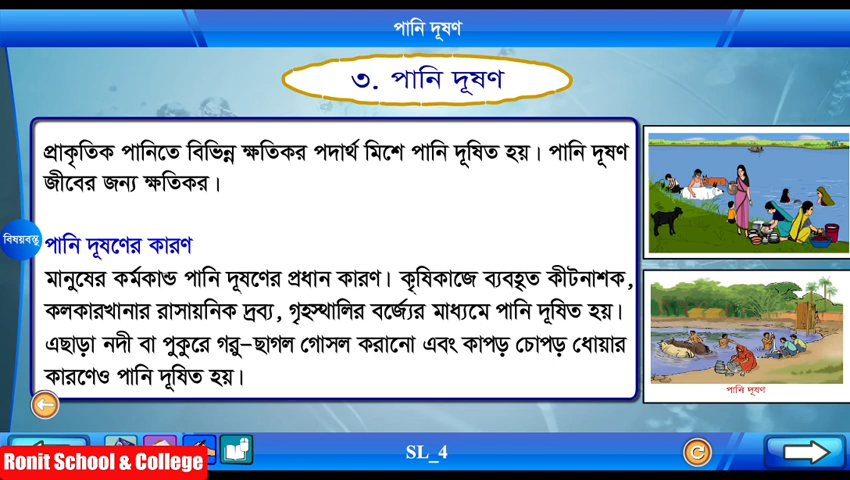 পানি দূষণ
৩. পানি দূষণ
প্রাকৃতিক পানিতে বিভিন্ন ক্ষতিকর পদার্থ মিশে পানি দূষিত হয়। পানি দূষণ
জীবের জন্য ক্ষতিকর।
বিষয়বস্তু
পানি দূষণের কারণ
মানুষের কর্মকান্ড পানি দূষণের প্রধান কারণ। কৃষিকাজে ব্যবহৃত কীটনাশক,
কলকারখানার রাসায়নিক দ্রব্য, গৃহস্থালির বর্জ্যের মাধ্যমে পানি দূষিত হয়।
এছাড়া নদী বা পুকুরে গরু-ছাগল গোসল করানো এবং কাপড় চোপড় ধোয়ার
কারণেও পানি দূষিত হয়।
পানি দূষণ
SL_4
Ronit School & College